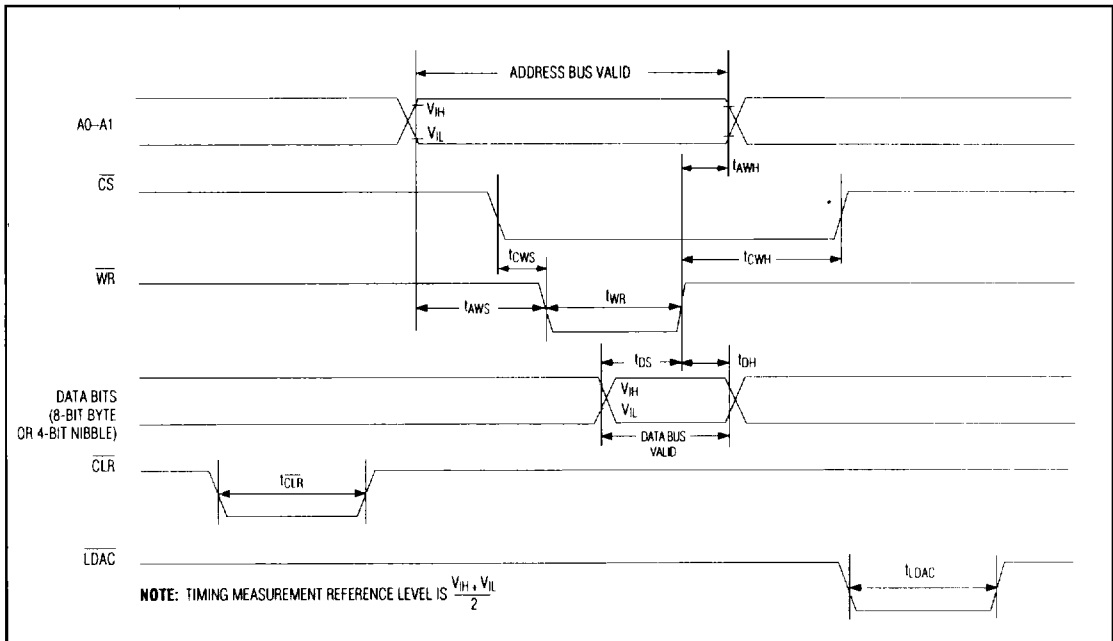 ADDRESS BUS VALID
A0–A1
VIH
VIL
tAWH
CS
tCWS
tCWH
WR
tAWS
tWR
tDS
tDH
DATA BITS
(8-BIT BYTE
OR 4-BIT NIBBLE)
VIH
VIL
DATA BUS
VALID
CLR
tCLR
LDAC
tLDAC
NOTE: TIMING MEASUREMENT REFERENCE LEVEL IS VIH + VIL
2